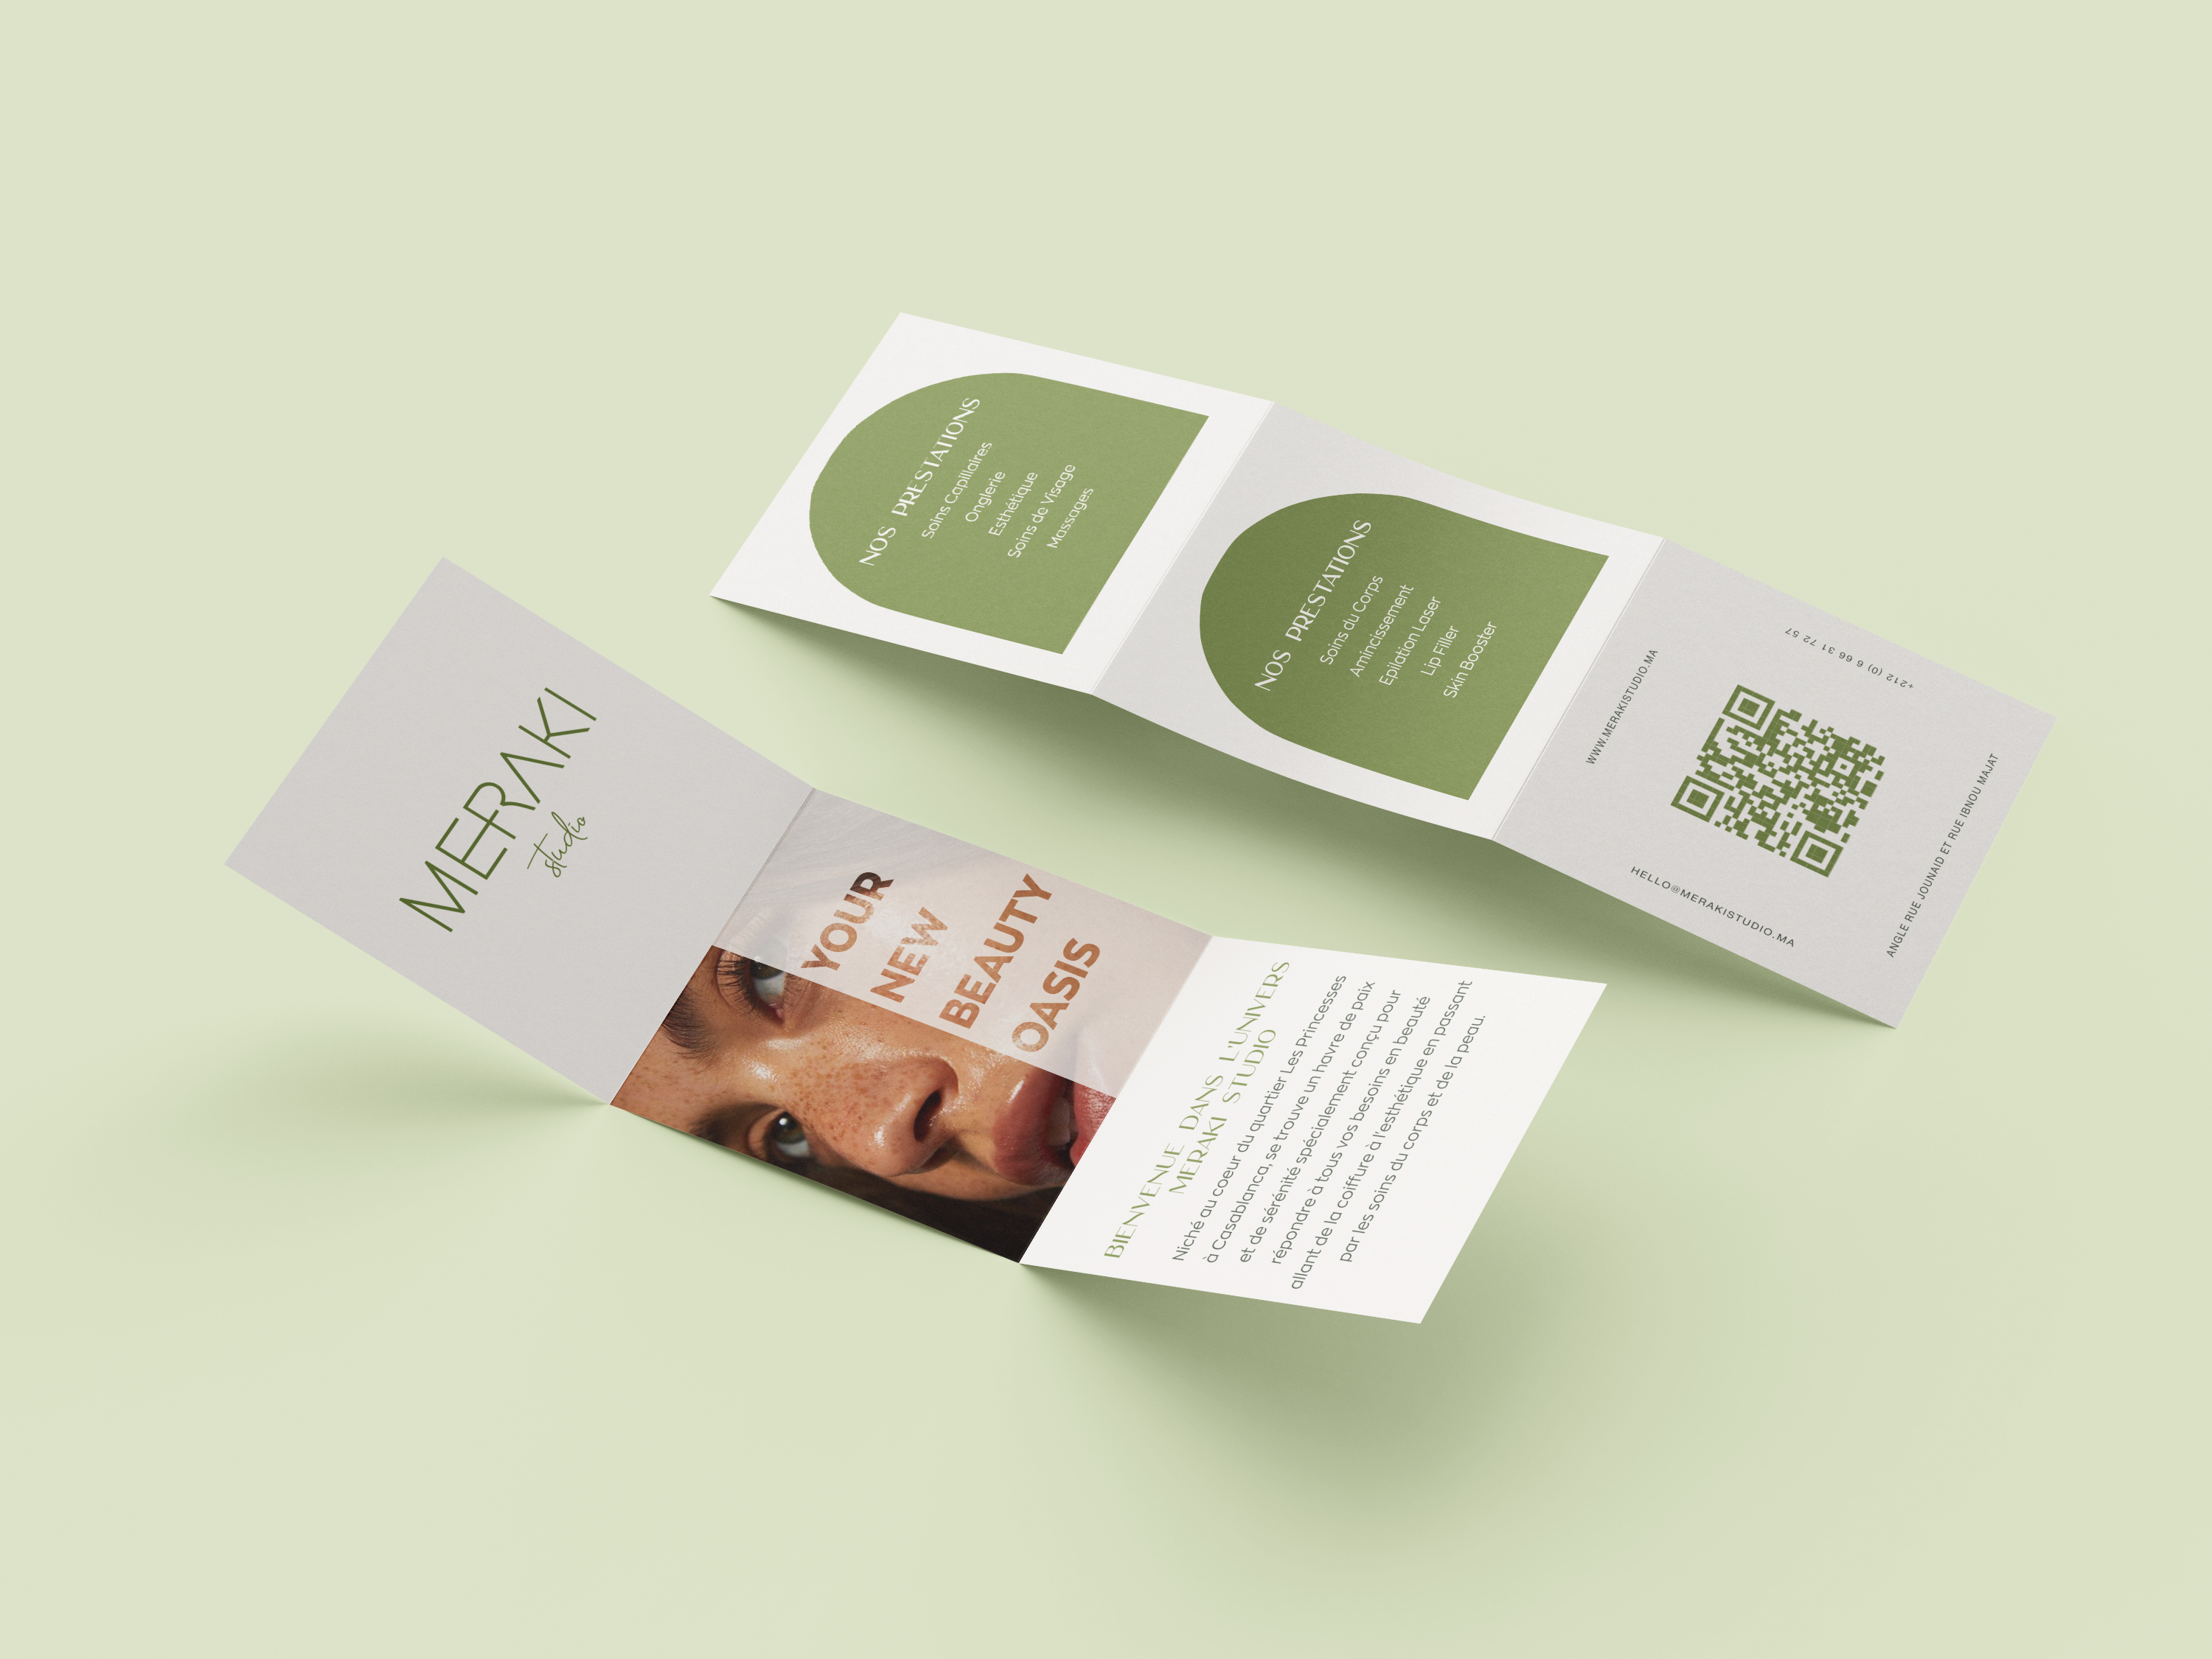 MERAKI
studio
YOUR
NEW
BEAUTY
OASIS
BIENVENUE DANS L'UNIVERS
MERAKI STUDIO
Niché au coeur du quartier Les Princesses
à Casablanca, se trouve un havre de paix
et de sérénité spécialement conçu pour
répondre à tous vos besoins en beauté
allant de la coiffure à l'esthétique en passant
par les soins du corps et de la peau.
NOS PRESTATIONS
Soins Capillaires
Onglerie
Esthétique
Soins de Visage
Massages
NOS PRESTATIONS
Soins du Corps
Amincissement
Epilation Laser
Lip Filler
Skin Booster
WWW.MERAKISTUDIO.MA
+212 (0) 6 66 31 72 57
HELLO@MERAKISTUDIO.MA
ANGLE RUE JOUNAID ET RUE IBNOU MAJAT